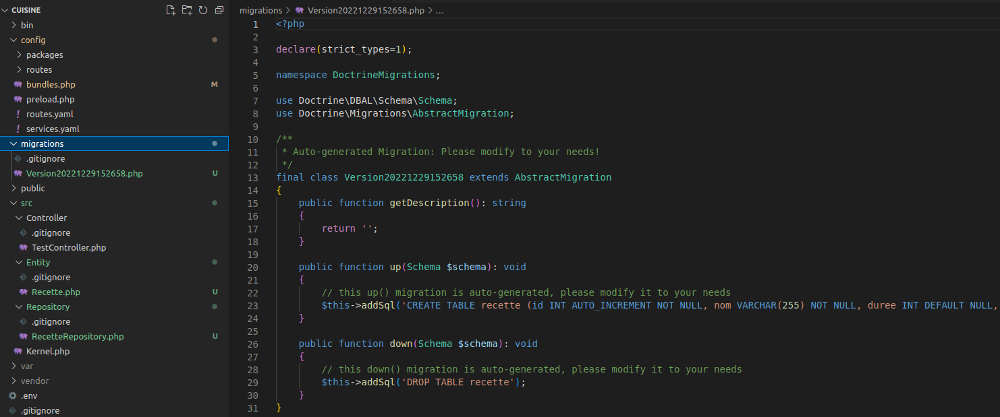 CUISINE
bin
config
packages
routes
bundles.php M
preload.php
! routes.yaml
! services.yaml
migrations
.gitignore
Version20221229152658.php U
public
src
Controller
.gitignore
TestController.php
Entity
.gitignore
Recette.php U
Repository
.gitignore
RecetteRepository.php U
Kernel.php
var
vendor
.env
.gitignore
migrations > Version20221229152658.php > ...
1 <?php
2
3 declare(strict_types=1);
4
5 namespace DoctrineMigrations;
6
7 use Doctrine\DBAL\Schema\Schema;
8 use Doctrine\Migrations\AbstractMigration;
9
10 /**
11  * Auto-generated Migration: Please modify to your needs!
12  */
13 final class Version20221229152658 extends AbstractMigration
14 {
15     public function getDescription(): string
16     {
17         return '';
18     }
19
20     public function up(Schema $schema): void
21     {
22         // this up() migration is auto-generated, please modify it to your needs
23         $this->addSql('CREATE TABLE recette (id INT AUTO_INCREMENT NOT NULL, nom VARCHAR(255) NOT NULL, duree INT DEFAULT NULL,
24     }
25
26     public function down(Schema $schema): void
27     {
28         // this down() migration is auto-generated, please modify it to your needs
29         $this->addSql('DROP TABLE recette');
30     }
31 }